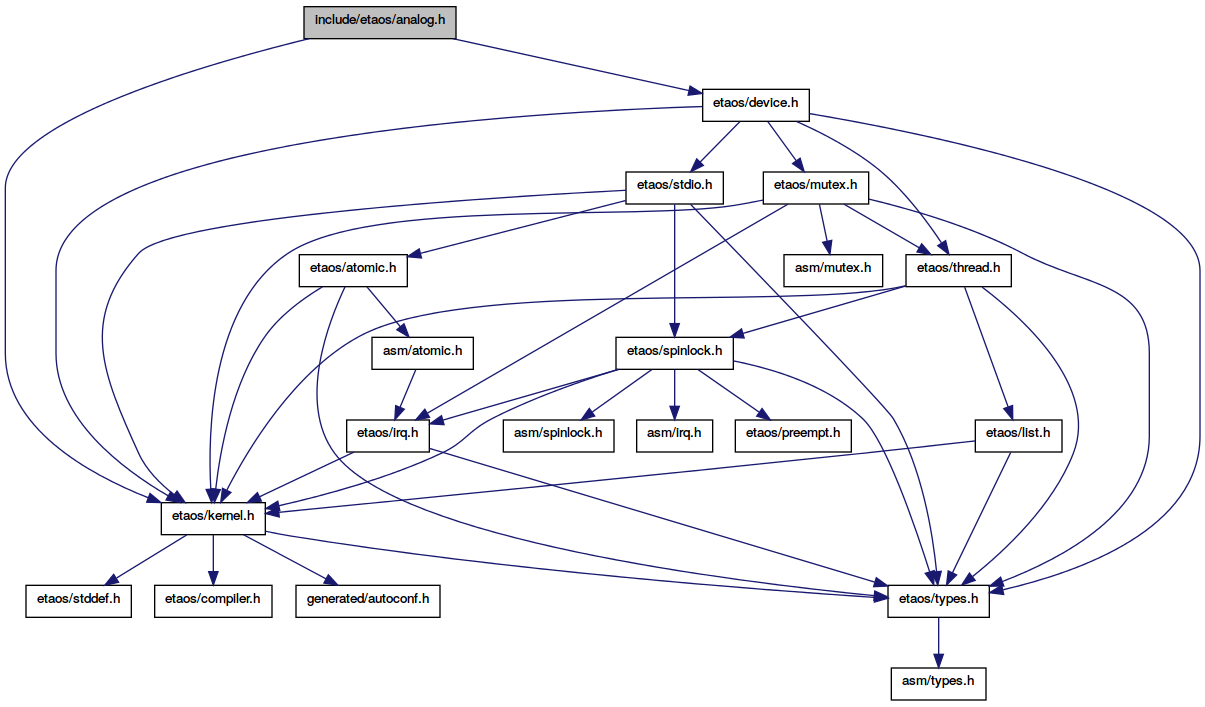 include/etaos/analog.h
etaos/device.h
etaos/stdio.h
etaos/mutex.h
etaos/atomic.h
asm/mutex.h
etaos/thread.h
asm/atomic.h
etaos/spinlock.h
etaos/irq.h
asm/spinlock.h
asm/irq.h
etaos/preempt.h
etaos/list.h
etaos/kernel.h
etaos/stddef.h
etaos/compiler.h
generated/autoconf.h
etaos/types.h
asm/types.h